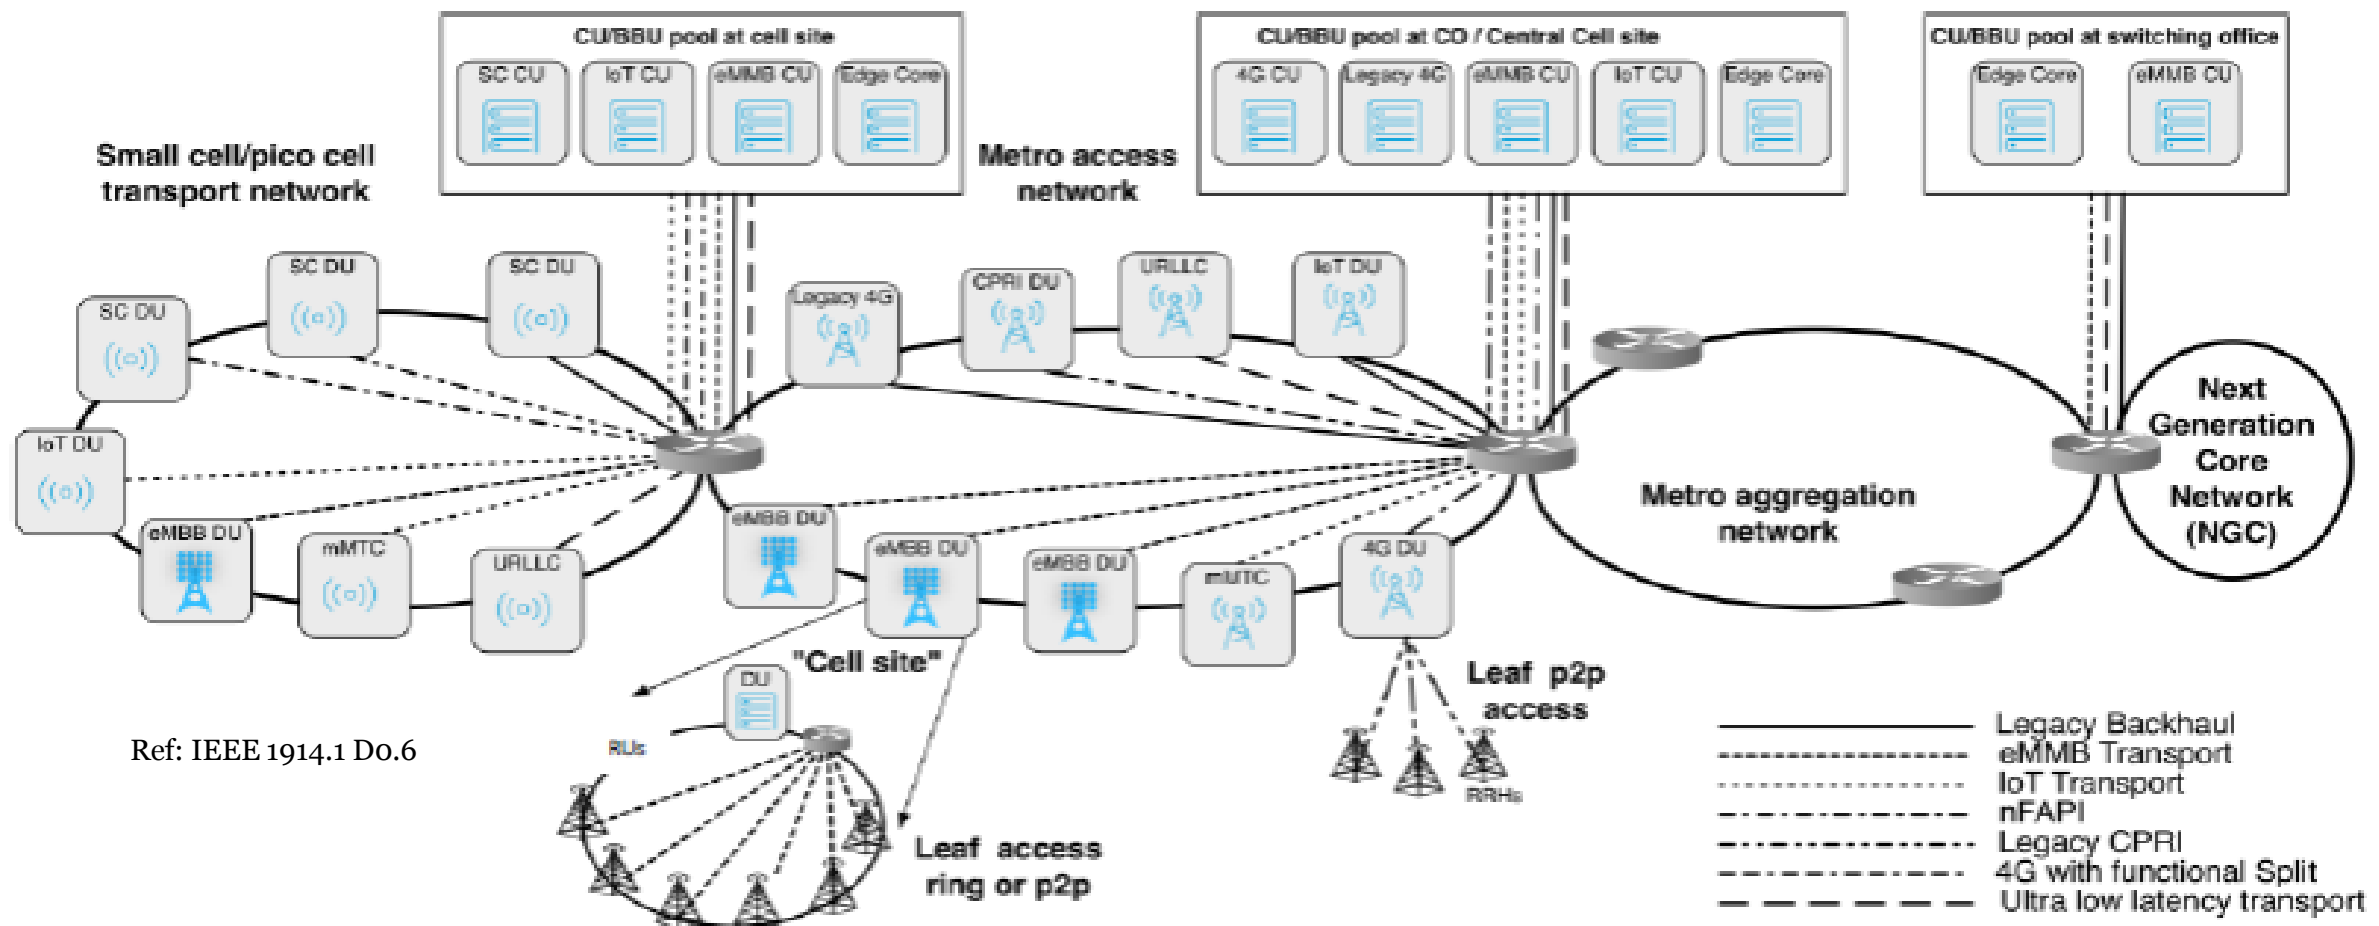 CU/BBU pool at cell site
SC CU
IoT CU
eMMB CU
Edge Core
CU/BBU pool at CO / Central Cell site
4G CU
Legacy 4G
eMMB CU
IoT CU
Edge Core
CU/BBU pool at switching office
Edge Core
eMMB CU
Small cell/pico cell
transport network
Metro access
network
SC DU
SC DU
SC DU
IoT DU
eMBB DU
mMTC
URLLC
Legacy 4G
CPRI DU
URLLC
IoT DU
eMBB DU
eMBB DU
eMBB DU
mMTC
4G DU
Metro aggregation
network
Next
Generation
Core
Network
(NGC)
"Cell site"
DU
RUs
Leaf access
ring or p2p
Leaf p2p
access
RRHs
Ref: IEEE 1914.1 D0.6
Legacy Backhaul
eMMB Transport
IoT Transport
nFAPI
Legacy CPRI
4G with functional Split
Ultra low latency transport